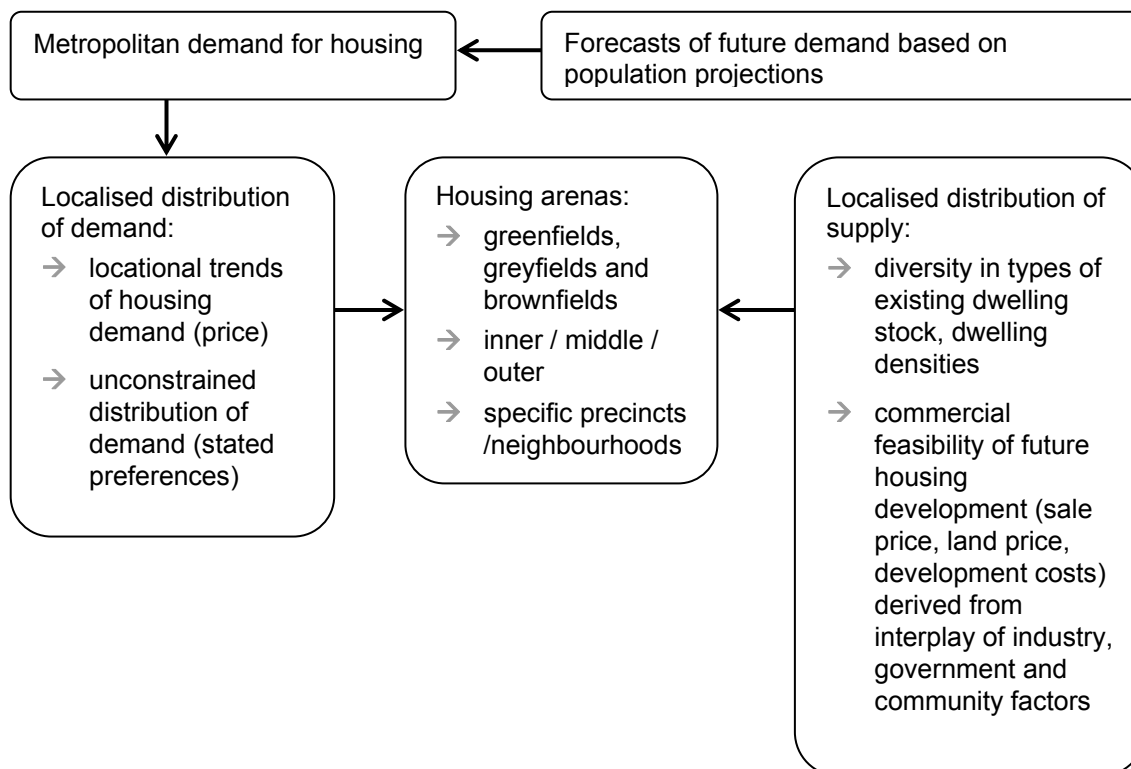 Metropolitan demand for housing
Forecasts of future demand based on
population projections
Localised distribution
of demand:
→ locational trends
of housing
demand (price)
→ unconstrained
distribution of
demand (stated
preferences)
Housing arenas:
→ greenfields,
greyfields and
brownfields
→ inner / middle /
outer
→ specific precincts
/neighbourhoods
Localised distribution of
supply:
→ diversity in types of
existing dwelling
stock, dwelling
densities
→ commercial
feasibility of future
housing
development (sale
price, land price,
development costs)
derived from
interplay of industry,
government and
community factors